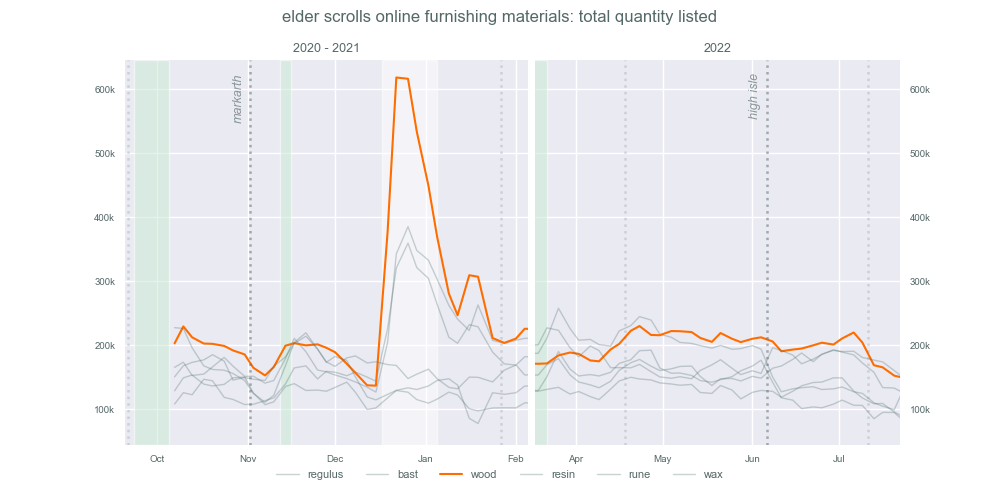 elder scrolls online furnishing materials: total quantity listed
2020 - 2021
2022
markarth
high isle
600k
500k
400k
300k
200k
100k
600k
500k
400k
300k
200k
100k
Oct
Nov
Dec
Jan
Feb
Apr
May
Jun
Jul
regulus
bast
wood
resin
rune
wax